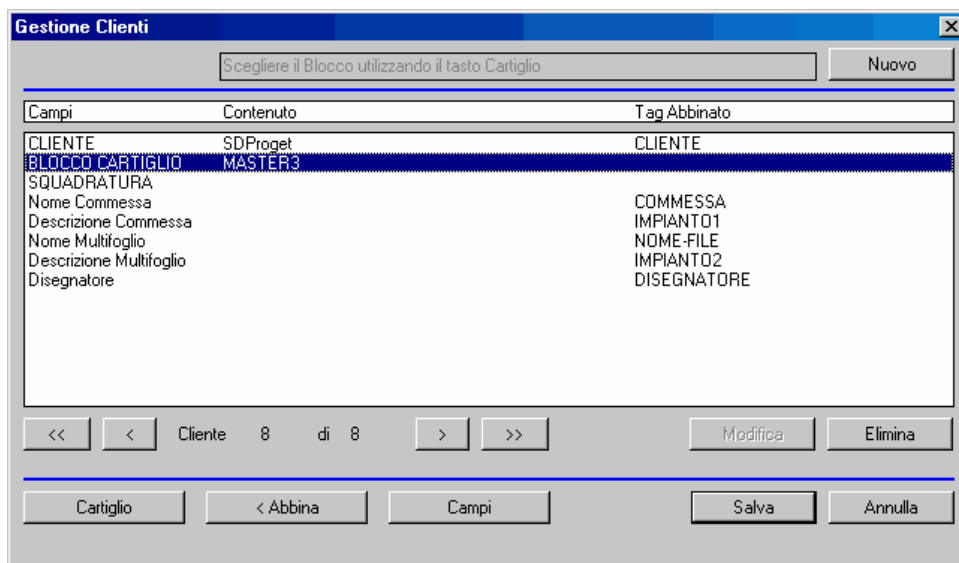 Gestione Clienti
Scegliere il Blocco utilizzando il tasto Cartiglio Nuovo
Campi Contenuto Tag Abbinato
CLIENTE SDProget CLIENTE
BLOCCO CARTIGLIO MASTER3
SQUADRATURA
Nome Commessa COMMESSA
Descrizione Commessa IMPIANTO1
Nome Multifoglio NOME-FILE
Descrizione Multifoglio IMPIANTO2
Disegnatore DISEGNATORE
<< < Cliente 8 di 8 > >> Modifica Elimina
Cartiglio < Abbina Campi Salva Annulla